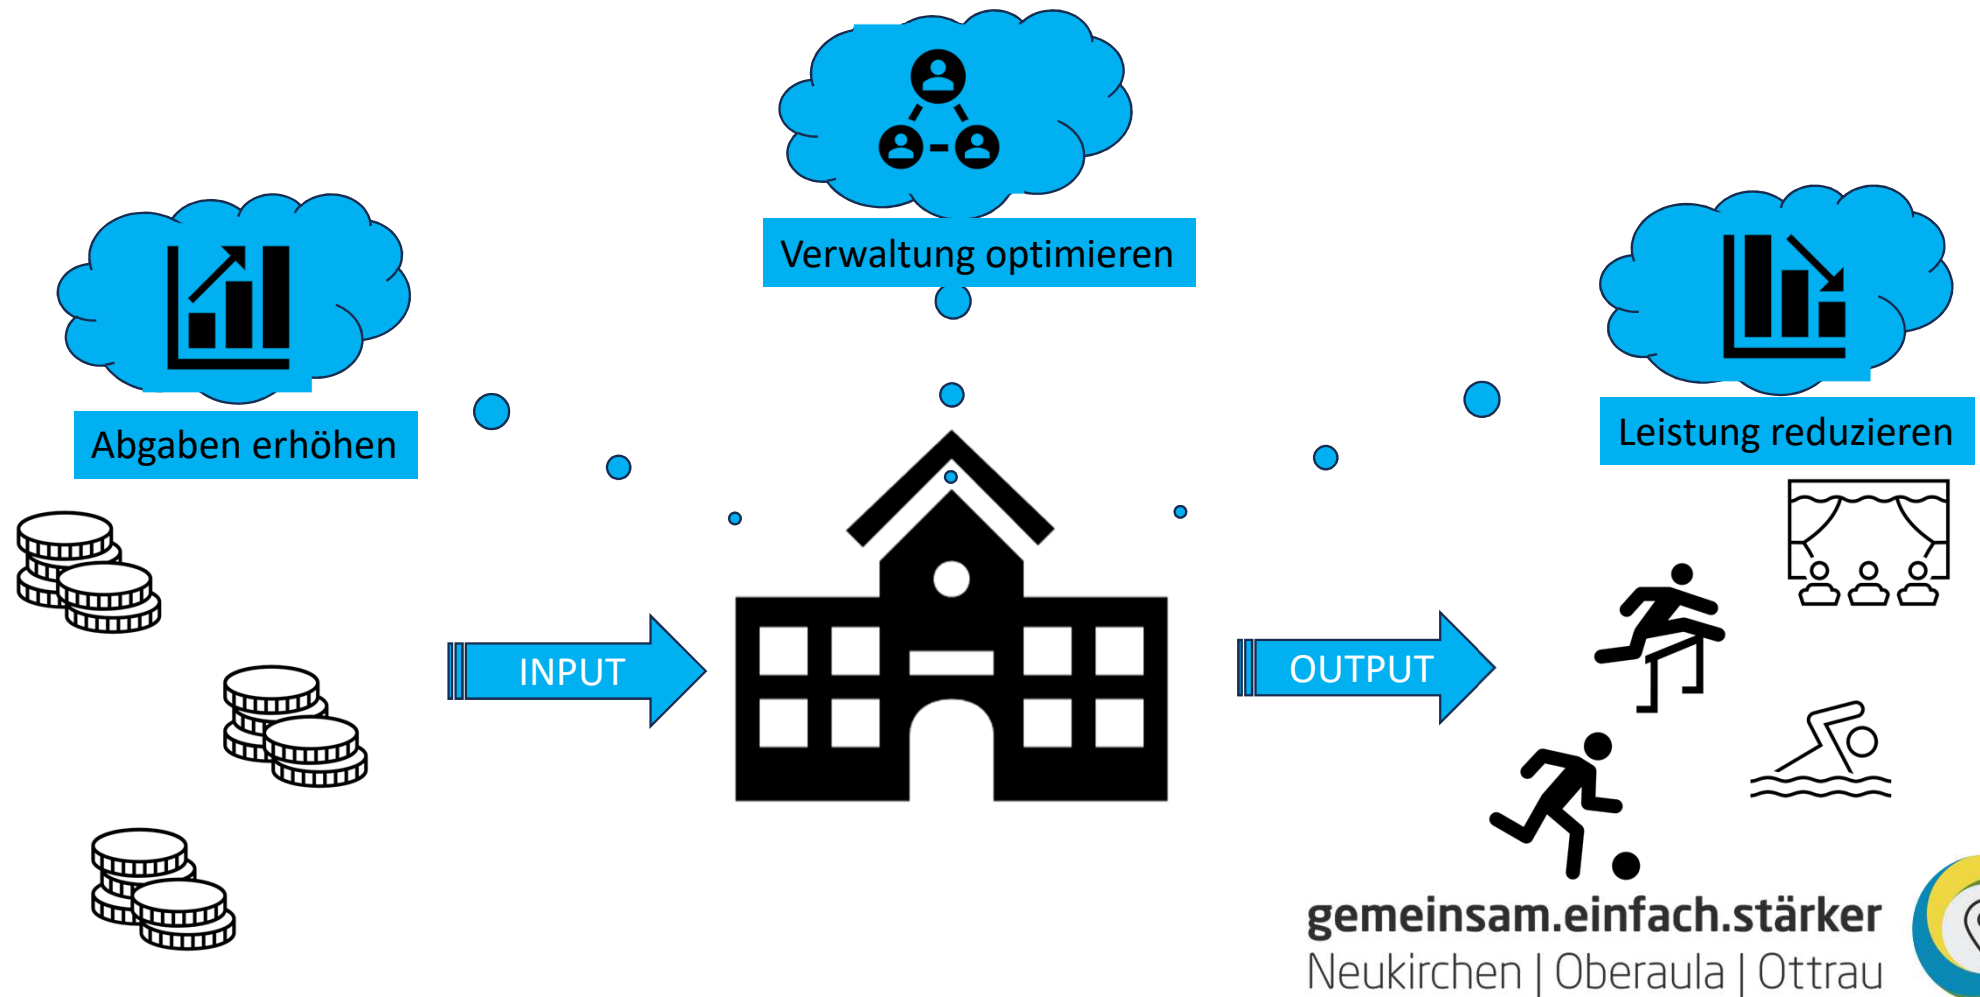 Verwaltung optimieren
Abgaben erhöhen
Leistung reduzieren
INPUT
OUTPUT
gemeinsam.einfach.stärker
Neukirchen | Oberaula | Ottrau